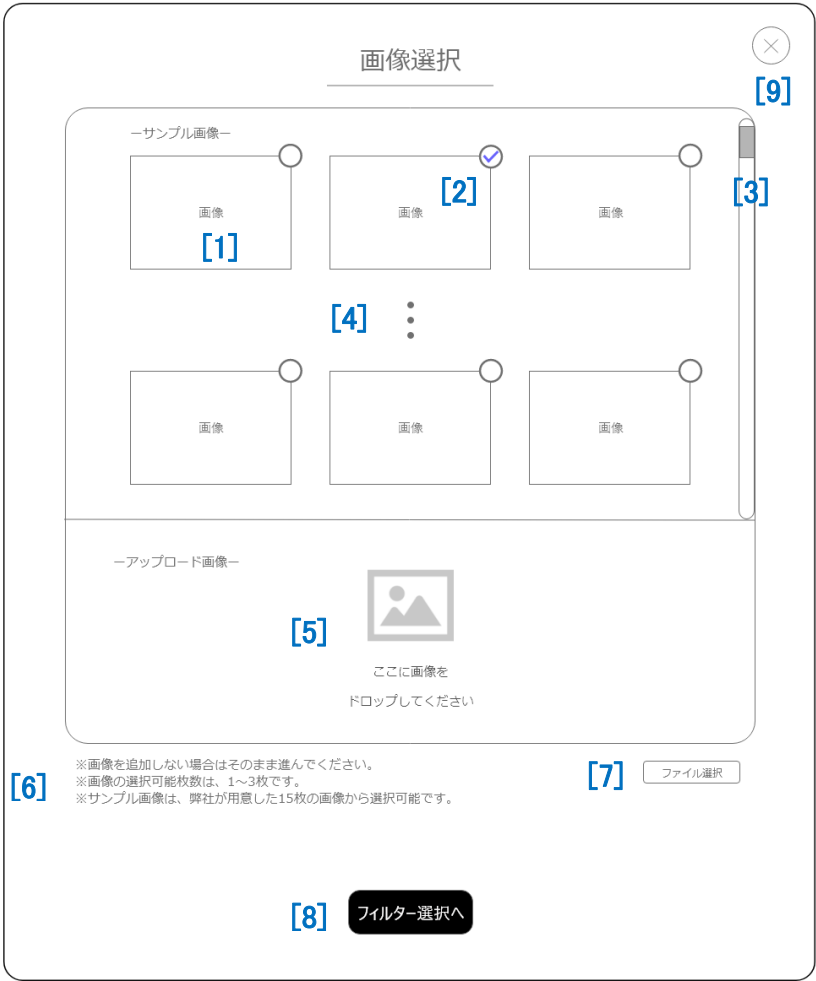 画像選択
[9]
ーサンプル画像ー
[3]
画像
[1]
画像
[2]
画像
[4]
画像
画像
画像
ーアップロード画像ー
[5]
ここに画像を
ドロップしてください
[6]
※画像を追加しない場合はそのまま進んでください。
※画像の選択可能枚数は、1～3枚です。
※サンプル画像は、弊社が用意した15枚の画像から選択可能です。
[7]
ファイル選択
[8]
フィルター選択へ